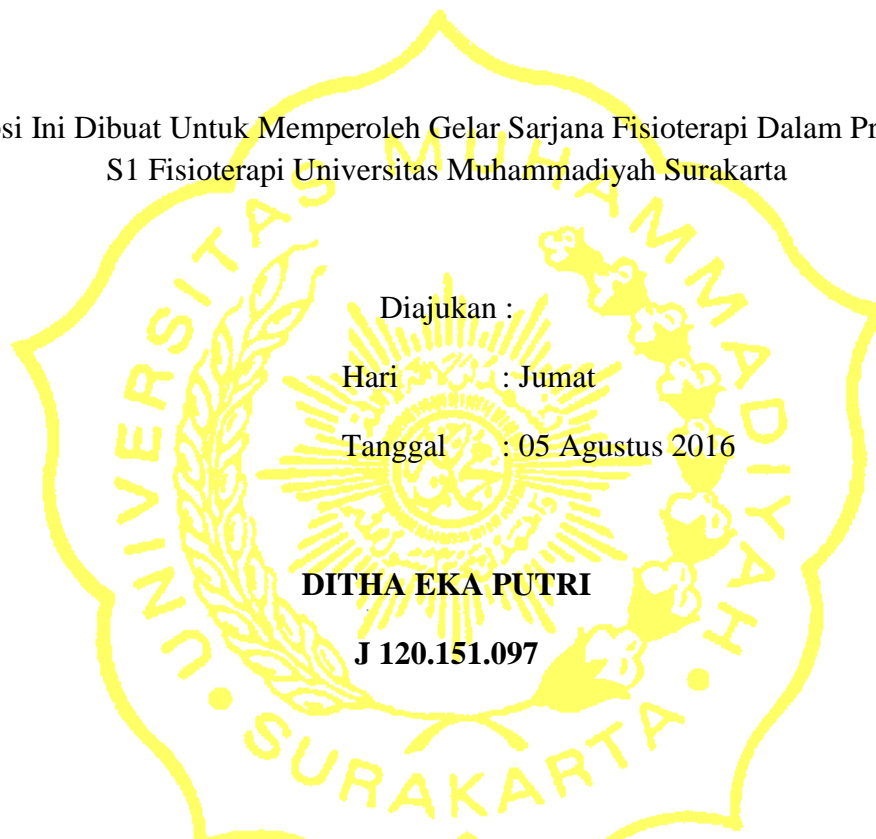 si Ini Dibuat Untuk Memperoleh Gelar Sarjana Fisioterapi Dalam Pr
S1 Fisioterapi Universitas Muhammadiyah Surakarta
Diajukan :
Hari : Jumat
Tanggal : 05 Agustus 2016
DITHA EKA PUTRI
J 120.151.097
UNIVERSITAS MUHAMMADIYAH
SURAKARTA